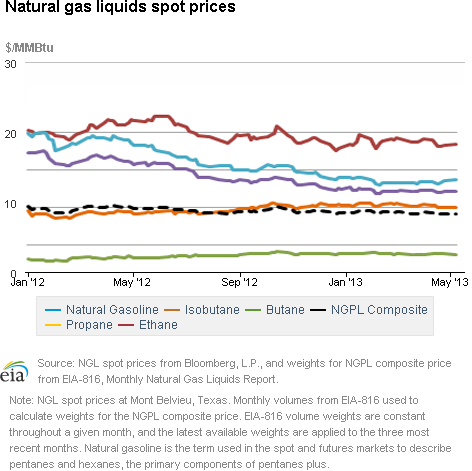 Natural gas liquids spot prices
$/MMBtu
30
20
10
0
Jan '12 May '12 Sep '12 Jan '13 May '13
Natural Gasoline Isobutane Butane NGPL Composite
Propane Ethane
eia
Source: NGL spot prices from Bloomberg, L.P., and weights for NGPL composite price
from EIA-816, Monthly Natural Gas Liquids Report.
Note: NGL spot prices at Mont Belvieu, Texas. Monthly volumes from EIA-816 used to
calculate weights for the NGPL composite price. EIA-816 volume weights are constant
throughout a given month, and the latest available weights are applied to the three most
recent months. Natural gasoline is the term used in the spot and futures markets to describe
pentanes and hexanes, the primary components of pentanes plus.